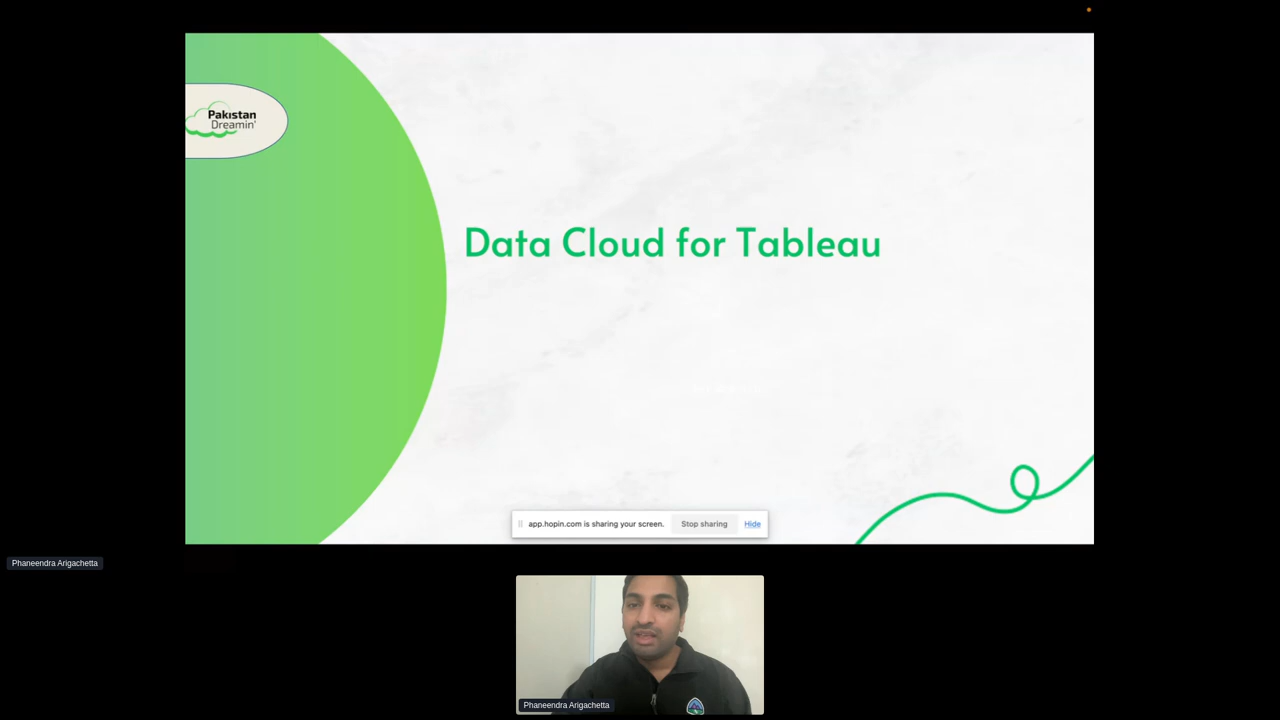 Pakistan
Dreamin'
Data Cloud for Tableau
app.hopin.com is sharing your screen.
Stop sharing
Hide
Phaneendra Arigachetta
Phaneendra Arigachetta